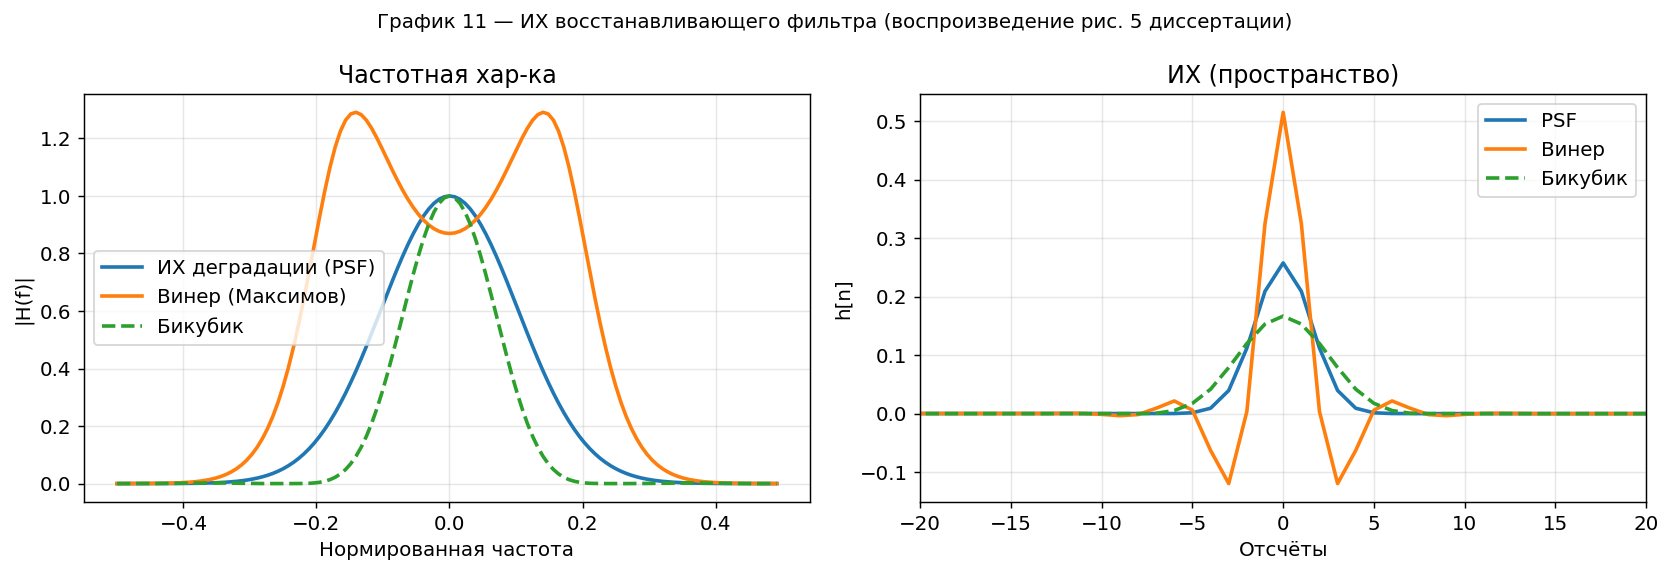 График 11 — ИХ восстанавливающего фильтра (воспроизведение рис. 5 диссертации)
Частотная хар-ка
|H(f)|
1.2
1.0
0.8
0.6
0.4
0.2
0.0
ИХ деградации (PSF)
Винер (Максимов)
Бикубик
−0.4 −0.2 0.0 0.2 0.4
Нормированная частота
ИХ (пространство)
h[n]
0.5
0.4
0.3
0.2
0.1
0.0
−0.1
PSF
Винер
Бикубик
−20 −15 −10 −5 0 5 10 15 20
Отсчёты